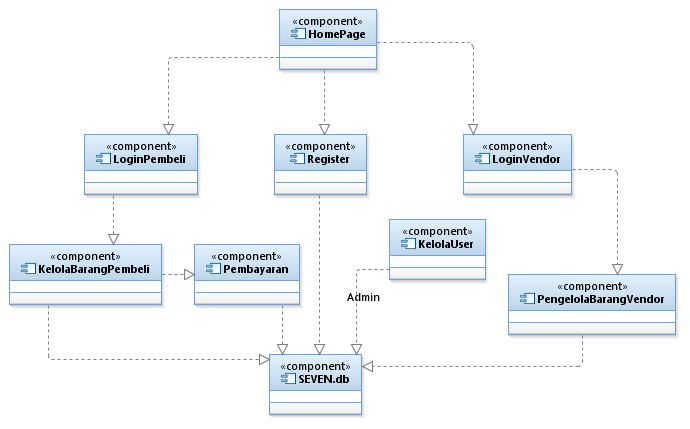 «component»
HomePage
«component»
LoginPembeli
«component»
Register
«component»
LoginVendor
«component»
KelolaUser
«component»
KelolaBarangPembeli
«component»
Pembayaran
«component»
PengelolaBarangVendor
Admin
«component»
SEVEN.db